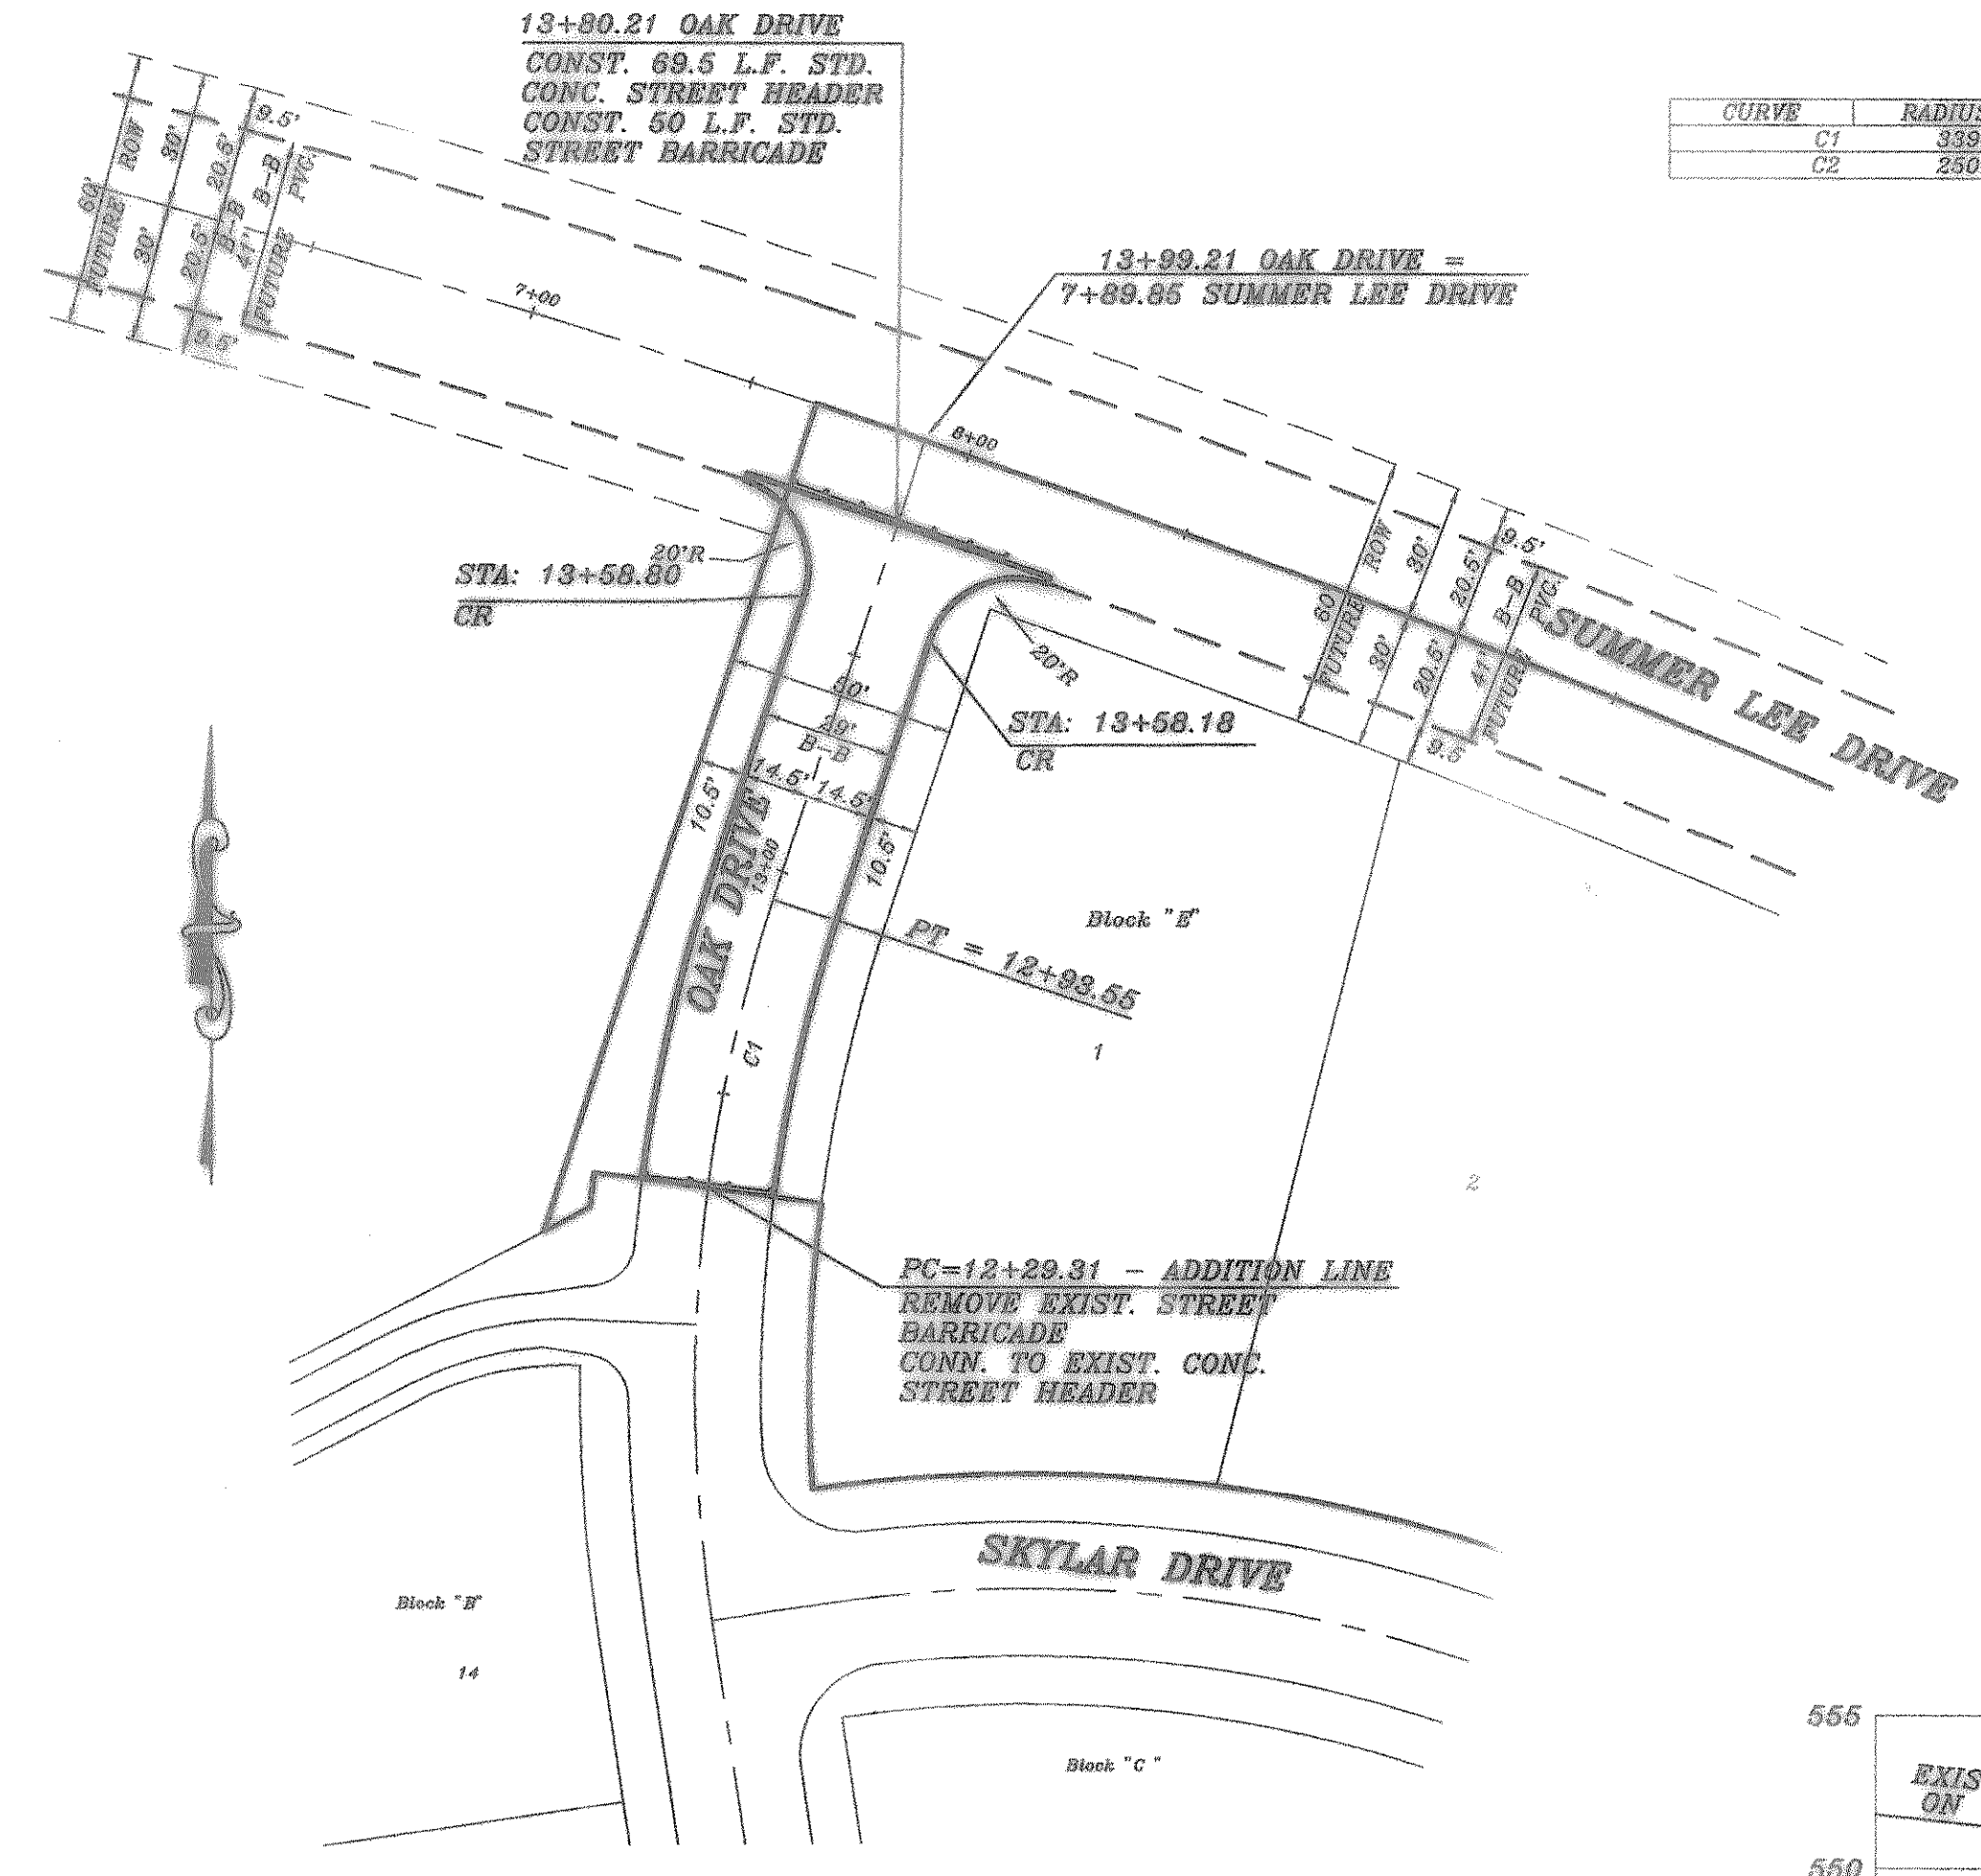 13+80.21 OAK DRIVE
CONST. 69.5 L.F. STD.
CONC. STREET HEADER
CONST. 50 L.F. STD.
STREET BARRICADE
CURVE RADIUS
C1 339
C2 250
60' ROW
FUTURE
30'
30'
20.5'
20.5'
9.5'
9.5'
B-B
41' B-B
FUTURE PVC.
7+00
13+99.21 OAK DRIVE =
7+89.85 SUMMER LEE DRIVE
8+00
20'R
STA: 13+58.80
CR
20'R
STA: 13+58.18
CR
50'
29'
B-B
14.5' 14.5'
10.5'
10.5'
OAK DRIVE
13+00
PT = 12+93.55
C1
60' ROW
FUTURE
30'
30'
20.5'
20.5'
9.5'
9.5
41' B-B
FUTURE PVC.
SUMMER LEE DRIVE
Block "E"
1
2
PC=12+29.31 - ADDITION LINE
REMOVE EXIST. STREET
BARRICADE
CONN. TO EXIST. CONC.
STREET HEADER
SKYLAR DRIVE
Block "B"
14
Block "C "
555
EXIS
ON
550